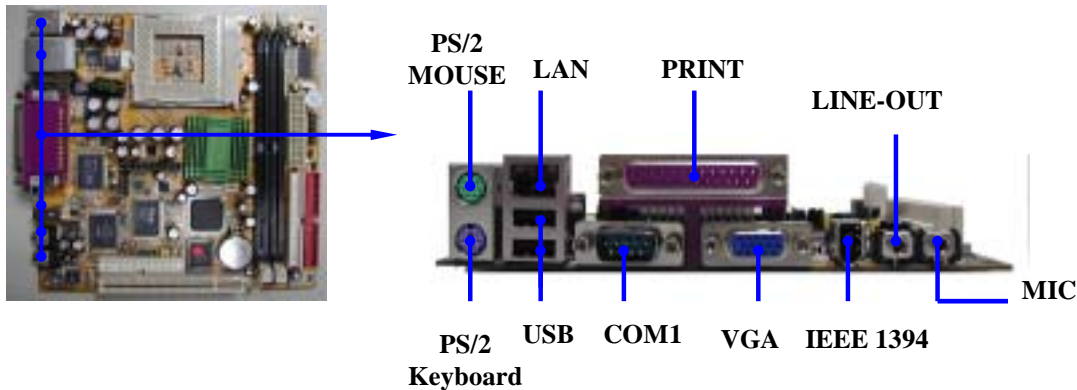 PS/2
MOUSE
LAN
PRINT
LINE-OUT
MIC
PS/2
Keyboard
USB
COM1
VGA
IEEE 1394